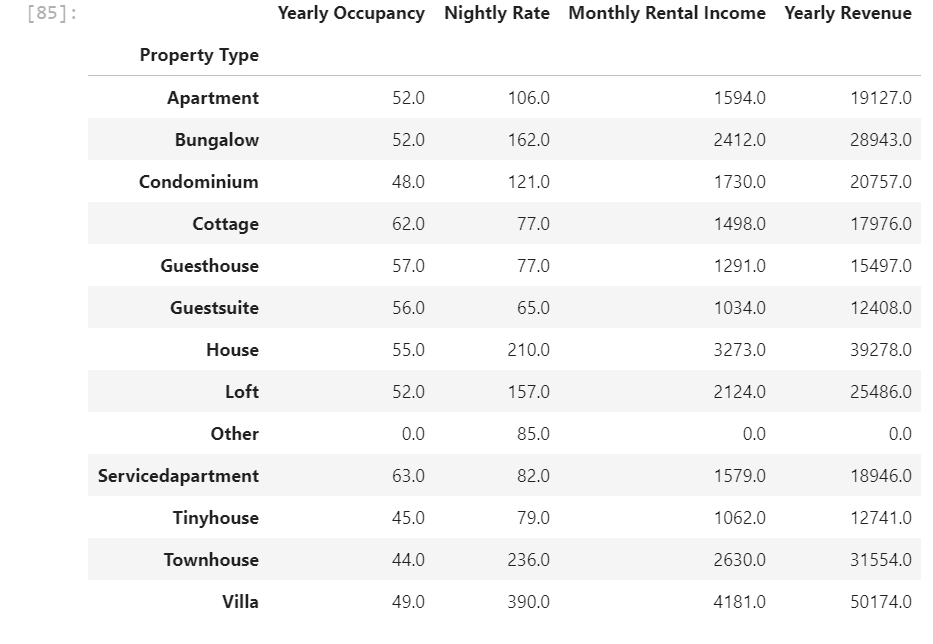 [85]:
Yearly Occupancy Nightly Rate Monthly Rental Income Yearly Revenue
Property Type
Apartment 52.0 106.0 1594.0 19127.0
Bungalow 52.0 162.0 2412.0 28943.0
Condominium 48.0 121.0 1730.0 20757.0
Cottage 62.0 77.0 1498.0 17976.0
Guesthouse 57.0 77.0 1291.0 15497.0
Guestsuite 56.0 65.0 1034.0 12408.0
House 55.0 210.0 3273.0 39278.0
Loft 52.0 157.0 2124.0 25486.0
Other 0.0 85.0 0.0 0.0
Servicedapartment 63.0 82.0 1579.0 18946.0
Tinyhouse 45.0 79.0 1062.0 12741.0
Townhouse 44.0 236.0 2630.0 31554.0
Villa 49.0 390.0 4181.0 50174.0